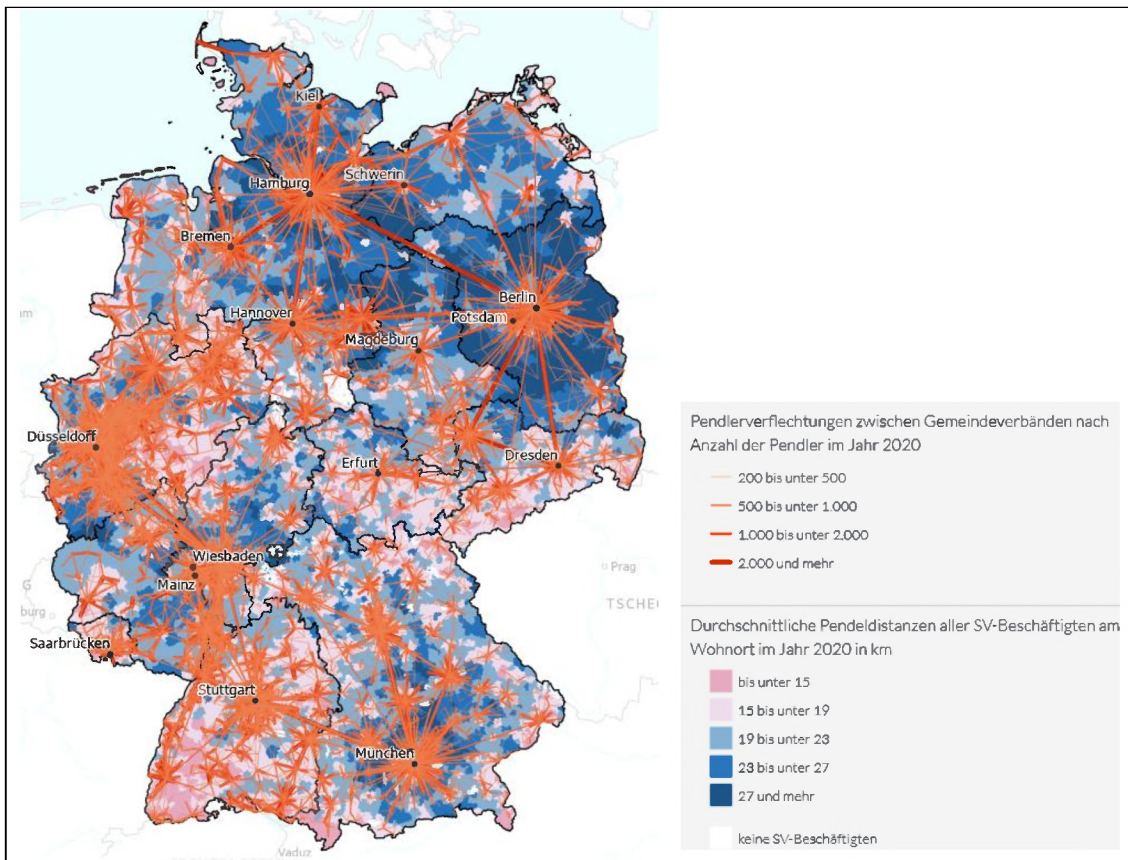 Kiel
Schwerin
Hamburg
Bremen
Berlin
Hannover
Potsdam
Magdeburg
Düsseldorf
Erfurt
Dresden
Wiesbaden
Mainz
Prag
TSCHE
G
burg
Saarbrücken
Stuttgart
München
Vaduz
Pendlerverflechtungen zwischen Gemeindeverbänden nach
Anzahl der Pendler im Jahr 2020
200 bis unter 500
500 bis unter 1.000
1.000 bis unter 2.000
2.000 und mehr
Durchschnittliche Pendeldistanzen aller SV-Beschäftigten am
Wohnort im Jahr 2020 in km
bis unter 15
15 bis unter 19
19 bis unter 23
23 bis unter 27
27 und mehr
keine SV-Beschäftigten